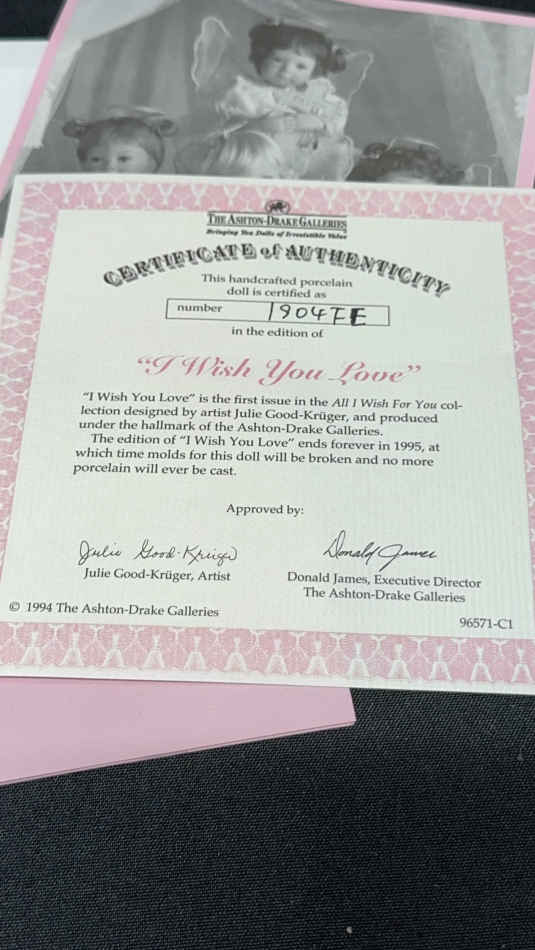 THE ASHTON-DRAKE GALLERIES
Bringing You Dolls of Irresistible Value
CERTIFICATE of AUTHENTICITY
This handcrafted porcelain
doll is certified as
number 19047FE
in the edition of
“I Wish You Love”
“I Wish You Love” is the first issue in the All I Wish For You col-
lection designed by artist Julie Good-Krüger, and produced
under the hallmark of the Ashton-Drake Galleries.
The edition of “I Wish You Love” ends forever in 1995, at
which time molds for this doll will be broken and no more
porcelain will ever be cast.
Approved by:
Julie Good-Krüger
Donald James
Julie Good-Krüger, Artist
Donald James, Executive Director
The Ashton-Drake Galleries
© 1994 The Ashton-Drake Galleries
96571-C1